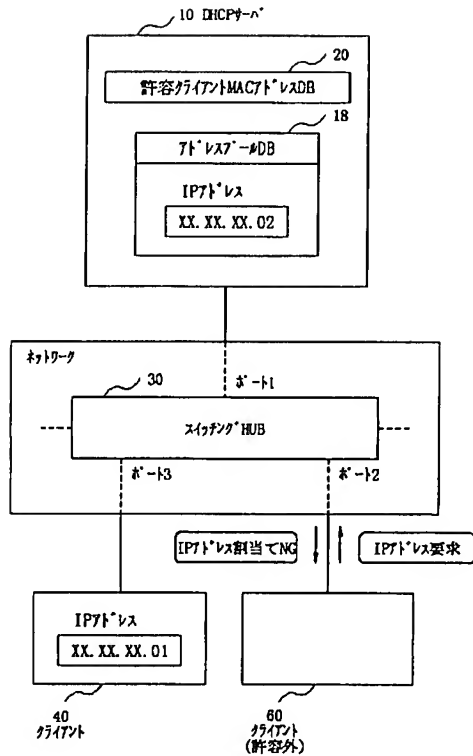 10 DHCPサーバ
20
許容クライアントMACアドレスDB
18
アドレスプールDB
IPアドレス
XX. XX. XX. 02
ネットワーク
30
ポート1
スイッチングHUB
ポート3
ポート2
IPアドレス割当てNG
IPアドレス要求
IPアドレス
XX. XX. XX. 01
40
クライアント
60
クライアント
(許容外)